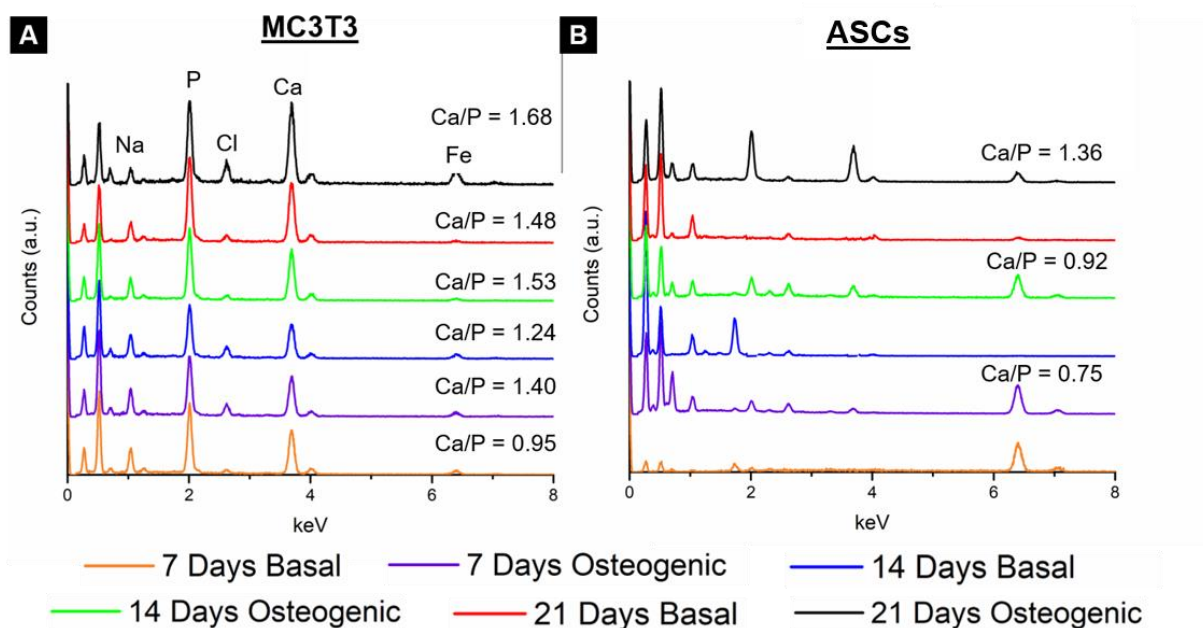 A
MC3T3
P
Ca
Na
Cl
Fe
Ca/P = 1.68
Ca/P = 1.48
Ca/P = 1.53
Ca/P = 1.24
Ca/P = 1.40
Ca/P = 0.95
Counts (a.u.)
0 2 4 6 8
keV
B
ASCs
Ca/P = 1.36
Ca/P = 0.92
Ca/P = 0.75
Counts (a.u.)
0 2 4 6 8
keV
7 Days Basal 7 Days Osteogenic 14 Days Basal
14 Days Osteogenic 21 Days Basal 21 Days Osteogenic